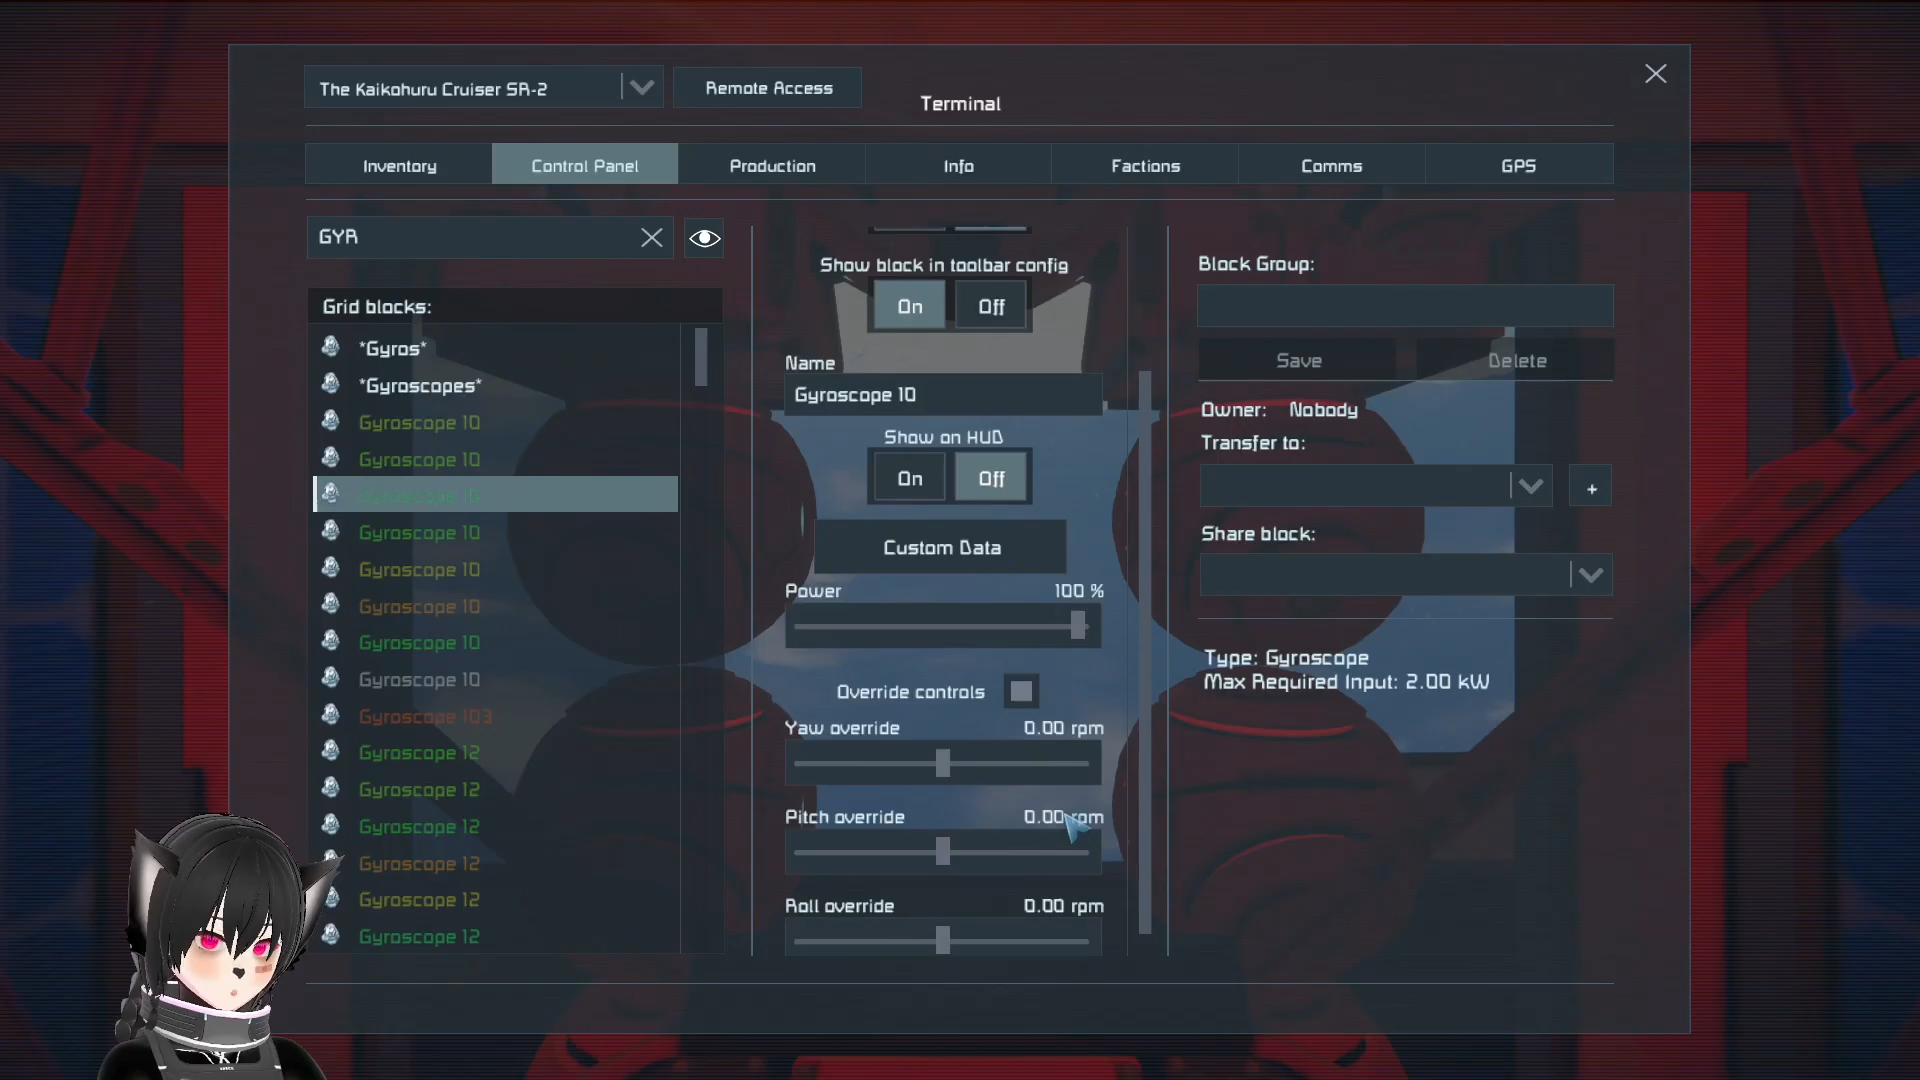 The Kaikohuru Cruiser SR-2
Remote Access
Terminal
Inventory
Control Panel
Production
Info
Factions
Comms
GPS
GYR
Grid blocks:
*Gyros*
*Gyroscopes*
Gyroscope 10
Gyroscope 10
Gyroscope 10
Gyroscope 10
Gyroscope 10
Gyroscope 10
Gyroscope 10
Gyroscope 10
Gyroscope 103
Gyroscope 12
Gyroscope 12
Gyroscope 12
Gyroscope 12
Gyroscope 12
Gyroscope 12
Show block in toolbar config
On Off
Name
Gyroscope 10
Show on HUD
On Off
Custom Data
Power 100 %
Override controls
Yaw override 0.00 rpm
Pitch override 0.00 rpm
Roll override 0.00 rpm
Block Group:
Save Delete
Owner: Nobody
Transfer to:
+
Share block:
Type: Gyroscope
Max Required Input: 2.00 kW